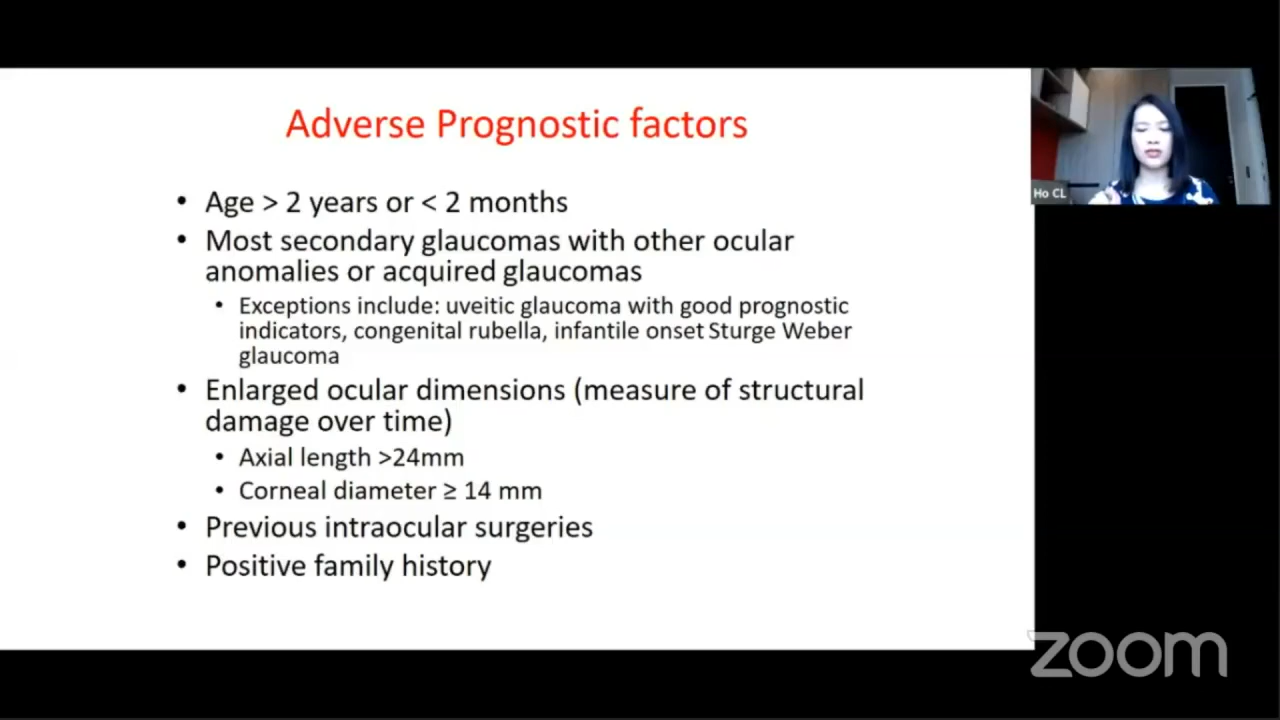 Adverse Prognostic factors
• Age > 2 years or < 2 months
• Most secondary glaucomas with other ocular
anomalies or acquired glaucomas
• Exceptions include: uveitic glaucoma with good prognostic
indicators, congenital rubella, infantile onset Sturge Weber
glaucoma
• Enlarged ocular dimensions (measure of structural
damage over time)
• Axial length >24mm
• Corneal diameter ≥ 14 mm
• Previous intraocular surgeries
• Positive family history
Ho CL
zoom